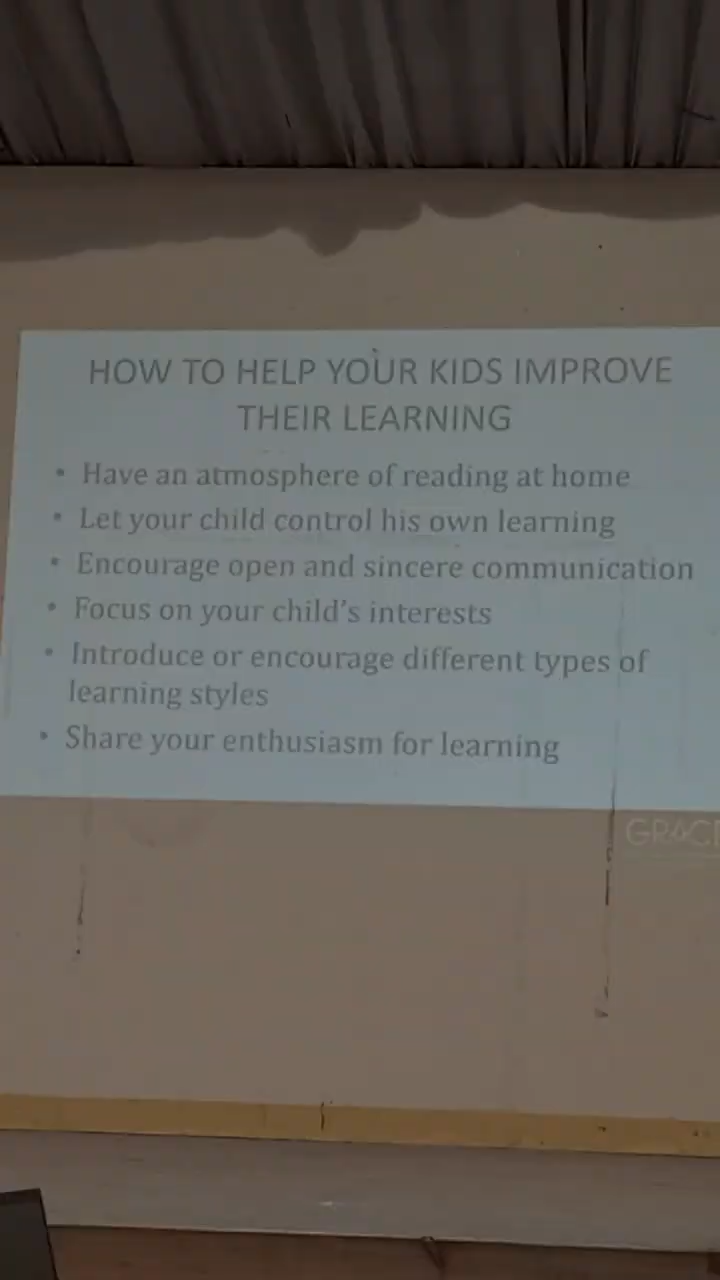 HOW TO HELP YOUR KIDS IMPROVE
THEIR LEARNING
• Have an atmosphere of reading at home
• Let your child control his own learning
• Encourage open and sincere communication
• Focus on your child's interests
• Introduce or encourage different types of
learning styles
• Share your enthusiasm for learning